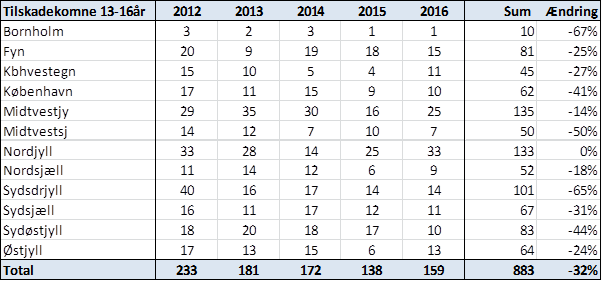 Tilskadekomne 13-16år 2012 2013 2014 2015 2016 Sum Ændring
Bornholm 3 2 3 1 1 10 -67%
Fyn 20 9 19 18 15 81 -25%
Kbhvestegn 15 10 5 4 11 45 -27%
København 17 11 15 9 10 62 -41%
Midtvestjy 29 35 30 16 25 135 -14%
Midtvestsj 14 12 7 10 7 50 -50%
Nordjyll 33 28 14 25 33 133 0%
Nordsjæll 11 14 12 6 9 52 -18%
Sydsdrjyll 40 16 17 14 14 101 -65%
Sydsjæll 16 11 17 12 11 67 -31%
Sydøstjyll 18 20 18 17 10 83 -44%
Østjyll 17 13 15 6 13 64 -24%
Total 233 181 172 138 159 883 -32%